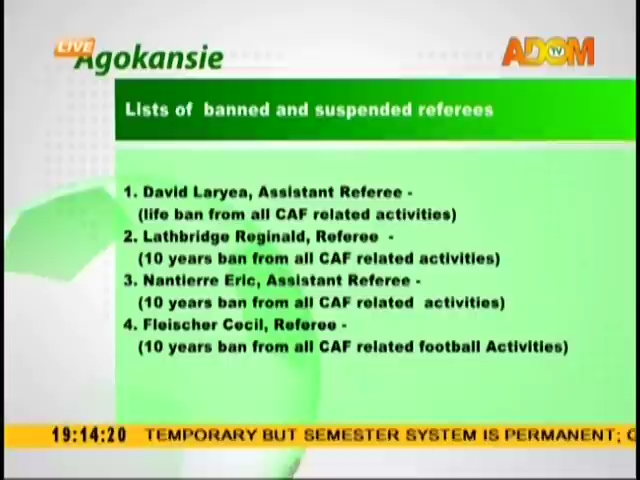 LIVE
Agokansie
ADOM TV
Lists of banned and suspended referees
1. David Laryea, Assistant Referee -
(life ban from all CAF related activities)
2. Lathbridge Reginald, Referee -
(10 years ban from all CAF related activities)
3. Nantierre Eric, Assistant Referee -
(10 years ban from all CAF related activities)
4. Fleischer Cecil, Referee -
(10 years ban from all CAF related football Activities)
19:14:20 TEMPORARY BUT SEMESTER SYSTEM IS PERMANENT;